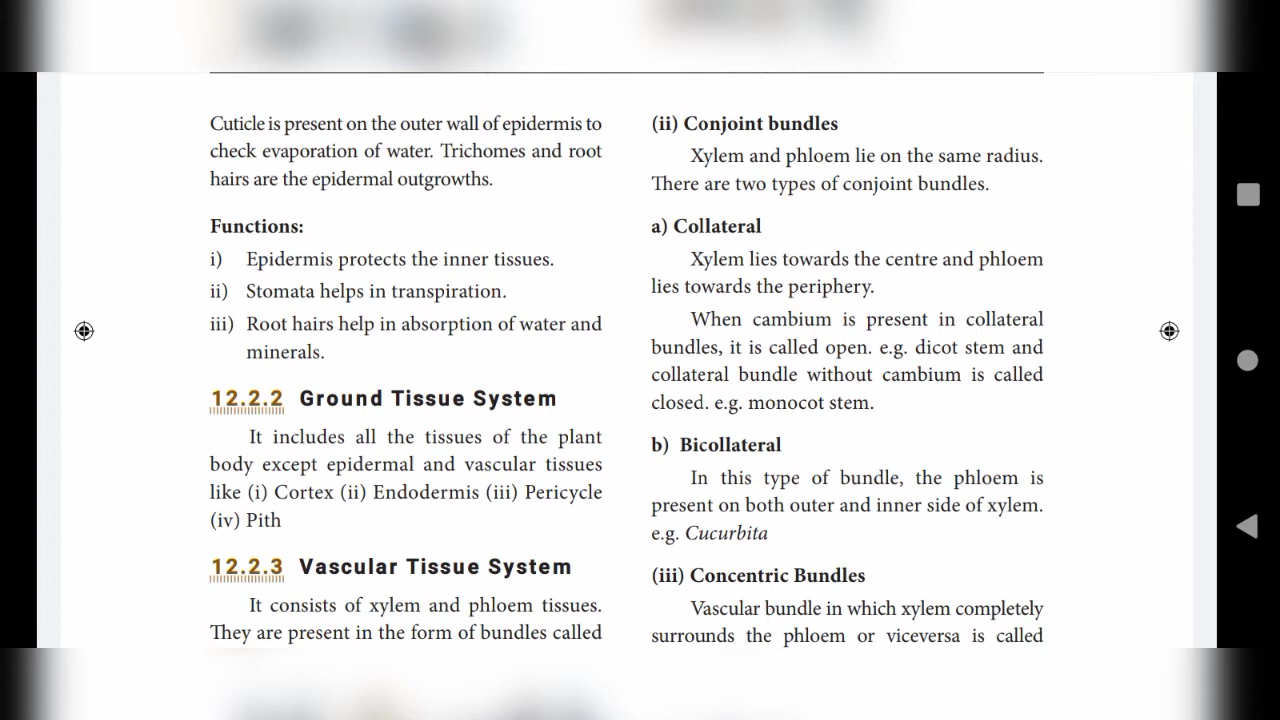 Cuticle is present on the outer wall of epidermis to
check evaporation of water. Trichomes and root
hairs are the epidermal outgrowths.
Functions:
i) Epidermis protects the inner tissues.
ii) Stomata helps in transpiration.
iii) Root hairs help in absorption of water and
minerals.
12.2.2 Ground Tissue System
It includes all the tissues of the plant
body except epidermal and vascular tissues
like (i) Cortex (ii) Endodermis (iii) Pericycle
(iv) Pith
12.2.3 Vascular Tissue System
It consists of xylem and phloem tissues.
They are present in the form of bundles called
(ii) Conjoint bundles
Xylem and phloem lie on the same radius.
There are two types of conjoint bundles.
a) Collateral
Xylem lies towards the centre and phloem
lies towards the periphery.
When cambium is present in collateral
bundles, it is called open. e.g. dicot stem and
collateral bundle without cambium is called
closed. e.g. monocot stem.
b) Bicollateral
In this type of bundle, the phloem is
present on both outer and inner side of xylem.
e.g. Cucurbita
(iii) Concentric Bundles
Vascular bundle in which xylem completely
surrounds the phloem or viceversa is called